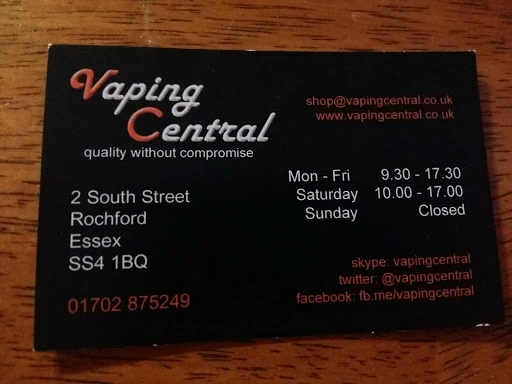 Vaping
Central
quality without compromise
shop@vapingcentral.co.uk
www.vapingcentral.co.uk
2 South Street
Rochford
Essex
SS4 1BQ
01702 875249
Mon - Fri 9.30 - 17.30
Saturday 10.00 - 17.00
Sunday Closed
skype: vapingcentral
twitter: @vapingcentral
facebook: fb.me/vapingcentral